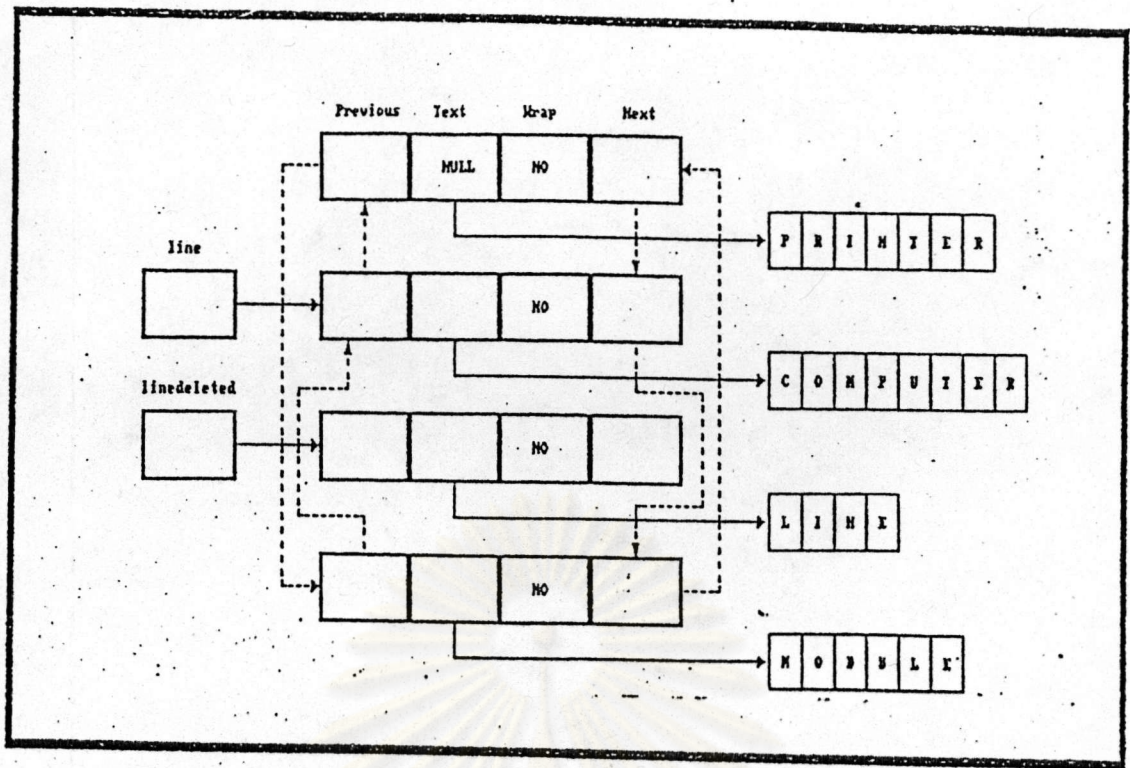 Previous Text Wrap Next
NULL NO
P R I N T E R
line
NO
C O M P U T E R
linedeleted
NO
L I N E
NO
M O D U L E